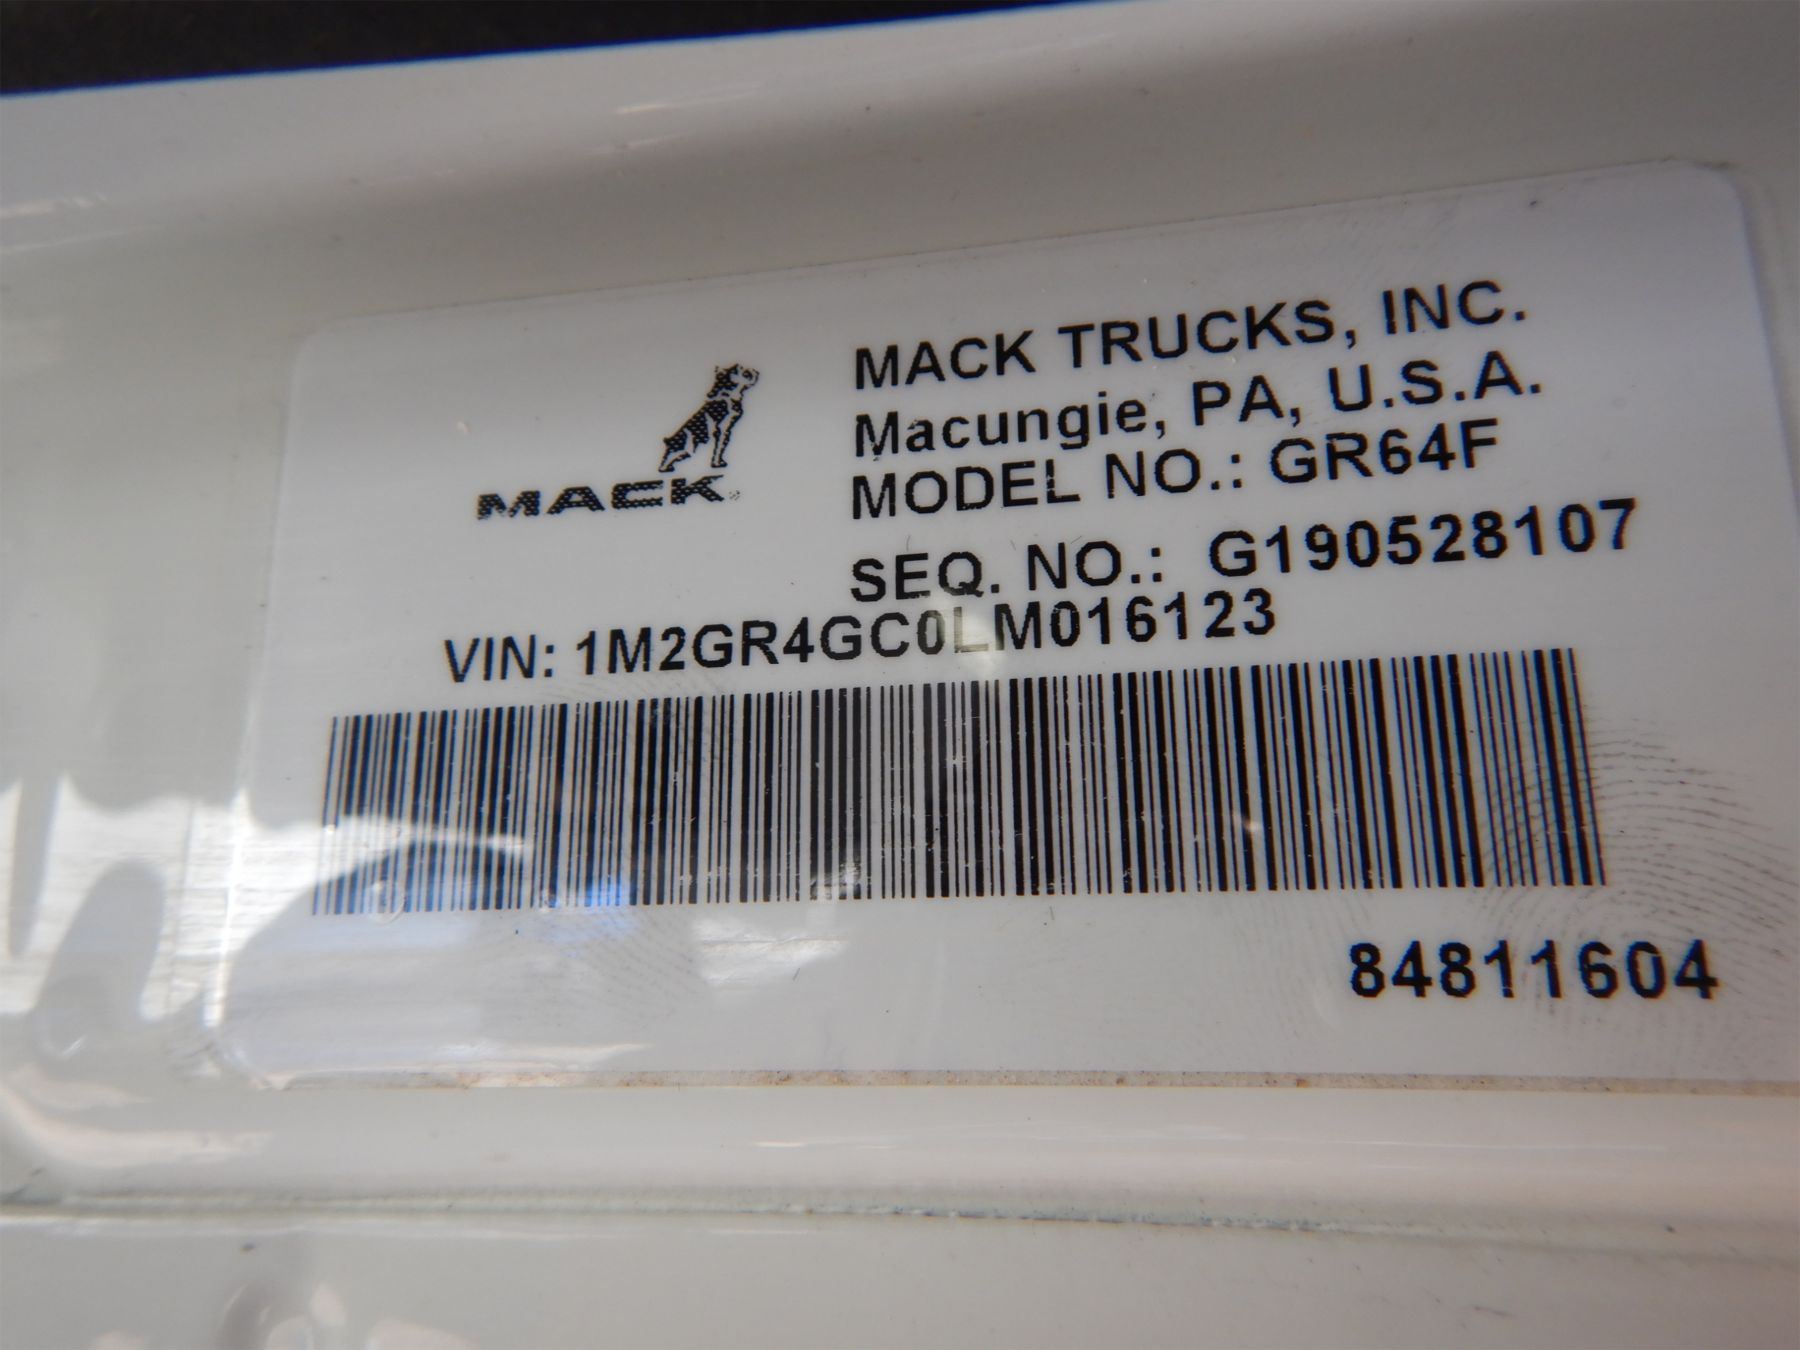 MACK TRUCKS, INC.
Macungie, PA, U.S.A.
MACK
MODEL NO.: GR64F
SEQ. NO.: G190528107
VIN: 1M2GR4GC0LM016123
84811604